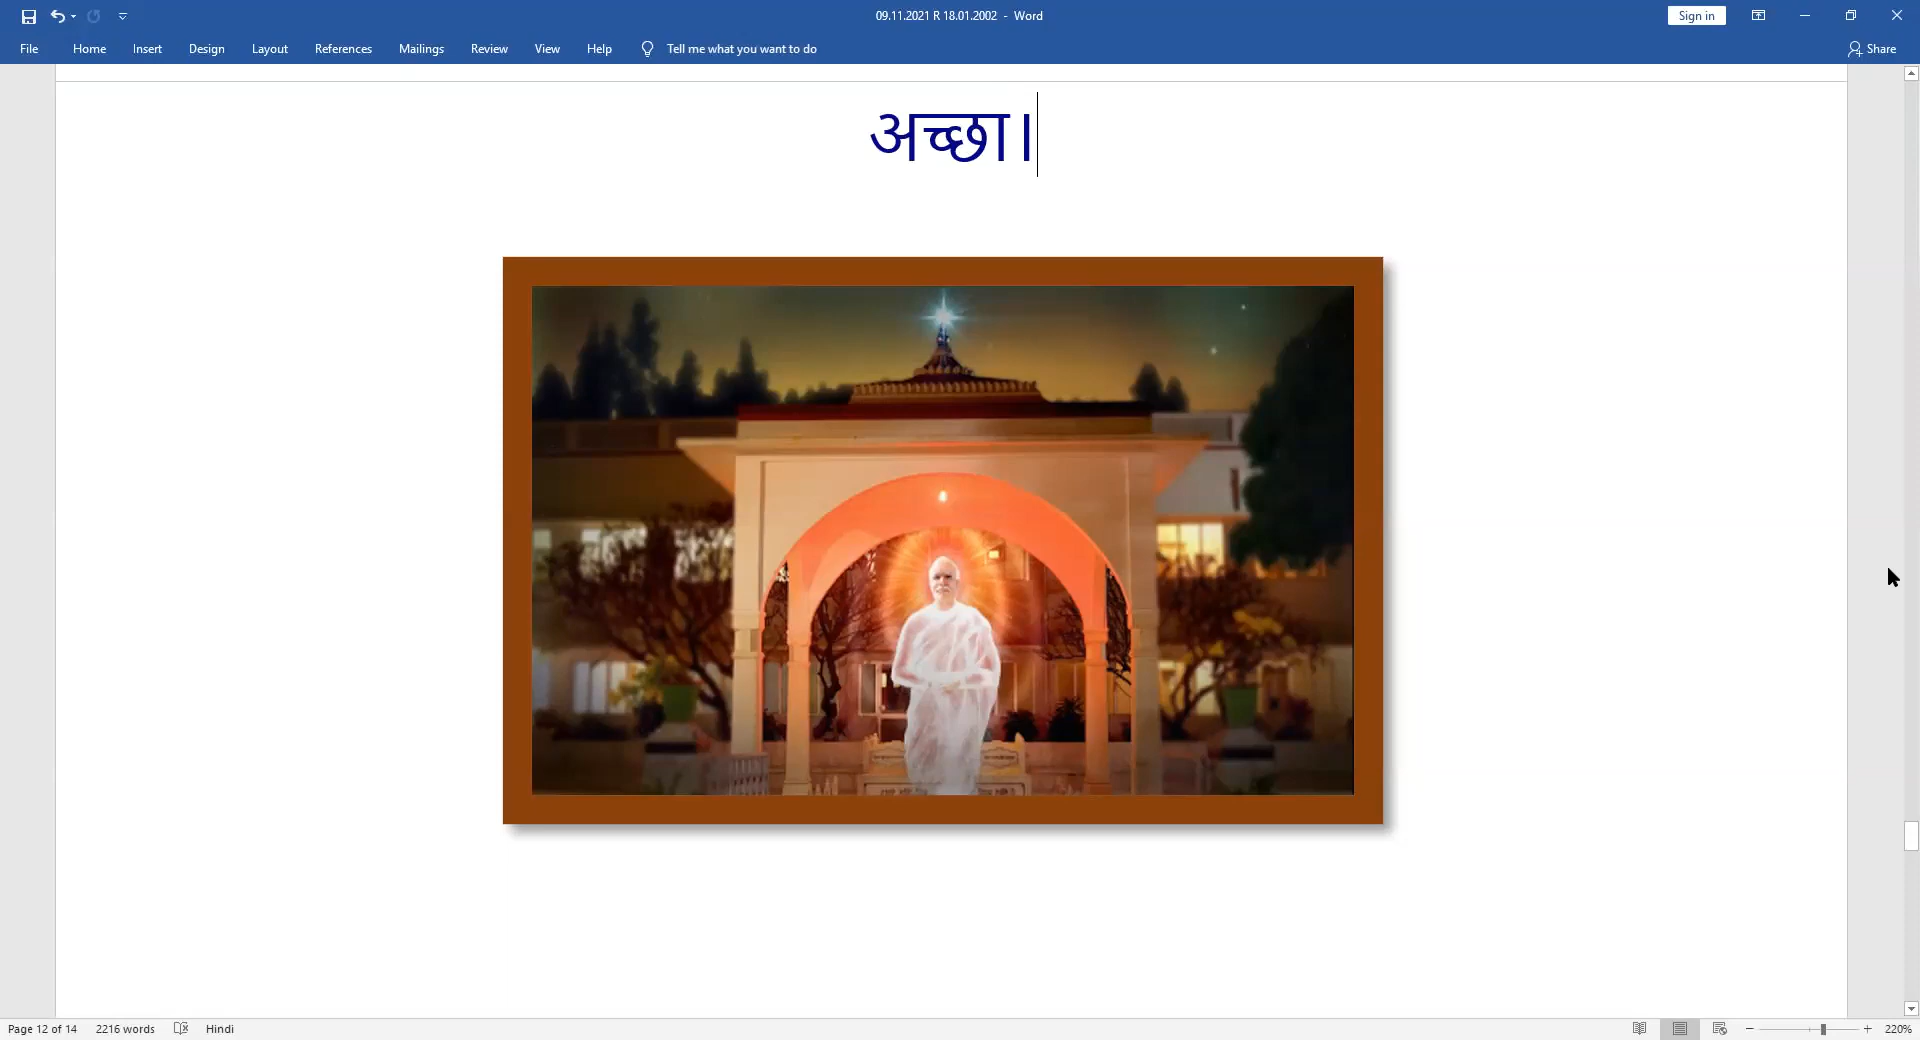 09.11.2021 R 18.01.2002 - Word
Sign in
File Home Insert Design Layout References Mailings Review View Help Tell me what you want to do
Share
अच्छा।
Page 12 of 14 2216 words Hindi
220%